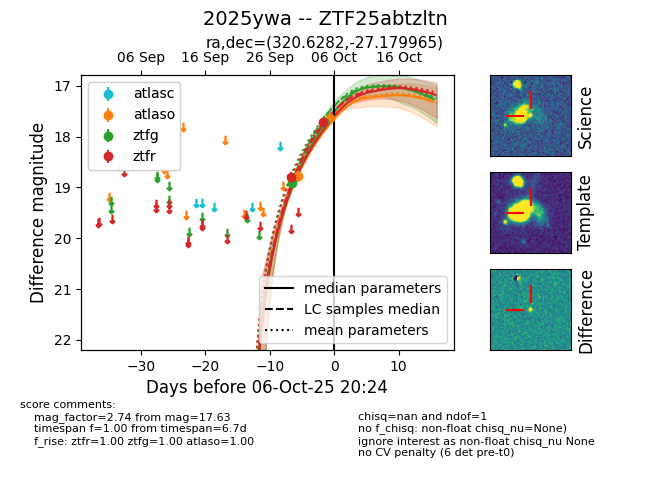 2025ywa -- ZTF25abtzltn
ra,dec=(320.6282,-27.179965)
06 Sep 16 Sep 26 Sep 06 Oct 16 Oct
17
18
19
20
21
22
Difference magnitude
atlasc
atlaso
ztfg
ztfr
median parameters
LC samples median
mean parameters
−30 −20 −10 0 10
Days before 06-Oct-25 20:24
Science
Template
Difference
score comments:
mag_factor=2.74 from mag=17.63
timespan f=1.00 from timespan=6.7d
f_rise: ztfr=1.00 ztfg=1.00 atlaso=1.00
chisq=nan and ndof=1
no f_chisq: non-float chisq_nu=None)
ignore interest as non-float chisq_nu None
no CV penalty (6 det pre-t0)